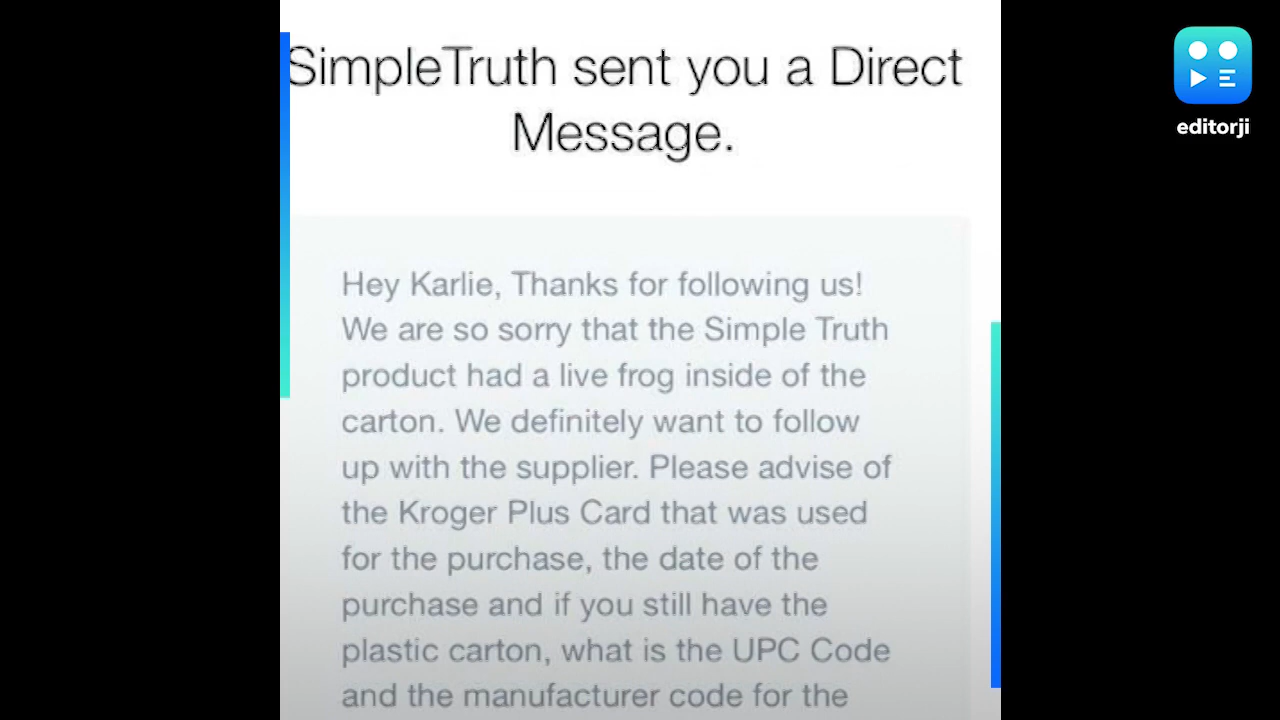 SimpleTruth sent you a Direct
Message.
editorji
Hey Karlie, Thanks for following us!
We are so sorry that the Simple Truth
product had a live frog inside of the
carton. We definitely want to follow
up with the supplier. Please advise of
the Kroger Plus Card that was used
for the purchase, the date of the
purchase and if you still have the
plastic carton, what is the UPC Code
and the manufacturer code for the